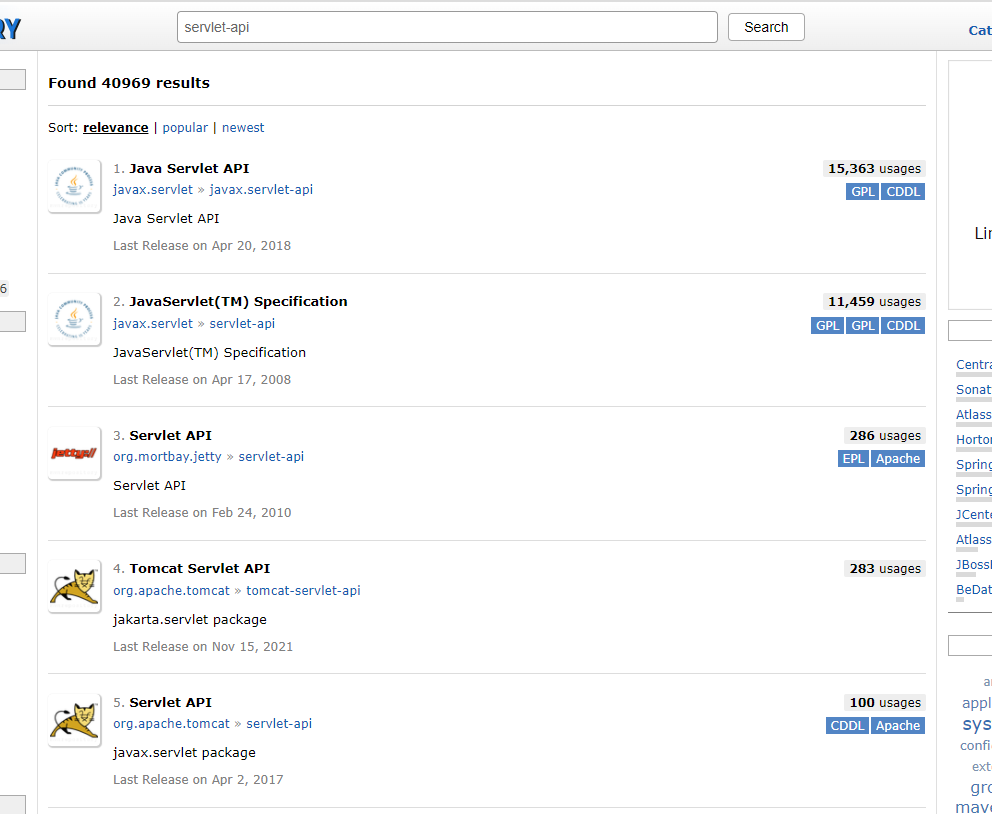 RY
servlet-api
Search
Cat
Found 40969 results
Sort: relevance | popular | newest
1. Java Servlet API
15,363 usages
javax.servlet » javax.servlet-api
GPL CDDL
Java Servlet API
Last Release on Apr 20, 2018
2. JavaServlet(TM) Specification
11,459 usages
javax.servlet » servlet-api
GPL GPL CDDL
JavaServlet(TM) Specification
Last Release on Apr 17, 2008
3. Servlet API
286 usages
org.mortbay.jetty » servlet-api
EPL Apache
Servlet API
Last Release on Feb 24, 2010
4. Tomcat Servlet API
283 usages
org.apache.tomcat » tomcat-servlet-api
jakarta.servlet package
Last Release on Nov 15, 2021
5. Servlet API
100 usages
org.apache.tomcat » servlet-api
CDDL Apache
javax.servlet package
Last Release on Apr 2, 2017
6
jetty://
Centra
Sonat
Atlass
Horto
Spring
Spring
JCente
Atlass
JBoss
BeDat
appl
sys
confi
ext
gro
mave